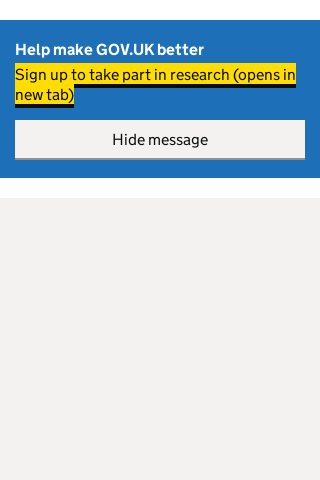 Help make GOV.UK better
Sign up to take part in research (opens in
new tab)
Hide message